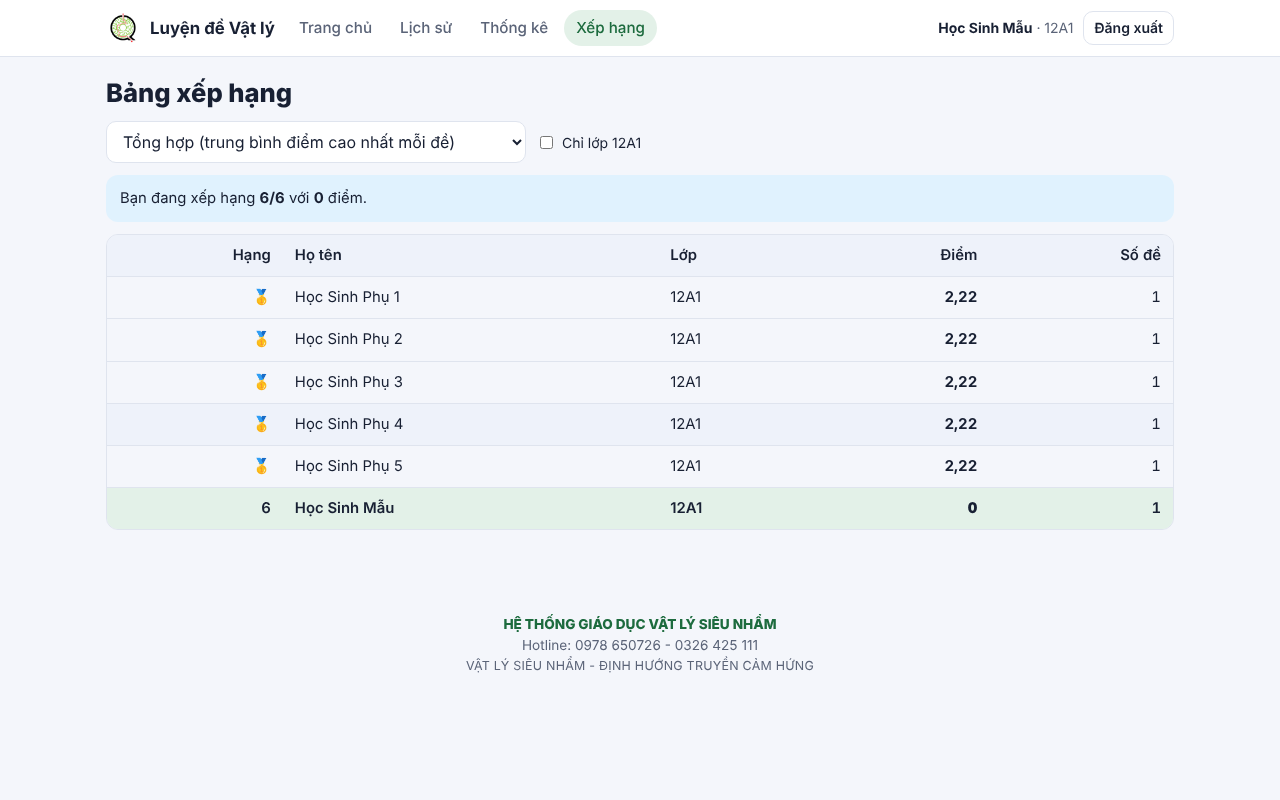 Luyện đề Vật lý Trang chủ Lịch sử Thống kê Xếp hạng Học Sinh Mẫu · 12A1 Đăng xuất
Bảng xếp hạng
Tổng hợp (trung bình điểm cao nhất mỗi đề) Chỉ lớp 12A1
Bạn đang xếp hạng 6/6 với 0 điểm.
Hạng Họ tên Lớp Điểm Số đề
🥇 Học Sinh Phụ 1 12A1 2,22 1
🥇 Học Sinh Phụ 2 12A1 2,22 1
🥇 Học Sinh Phụ 3 12A1 2,22 1
🥇 Học Sinh Phụ 4 12A1 2,22 1
🥇 Học Sinh Phụ 5 12A1 2,22 1
6 Học Sinh Mẫu 12A1 0 1
HỆ THỐNG GIÁO DỤC VẬT LÝ SIÊU NHẨM
Hotline: 0978 650726 - 0326 425 111
VẬT LÝ SIÊU NHẨM - ĐỊNH HƯỚNG TRUYỀN CẢM HỨNG